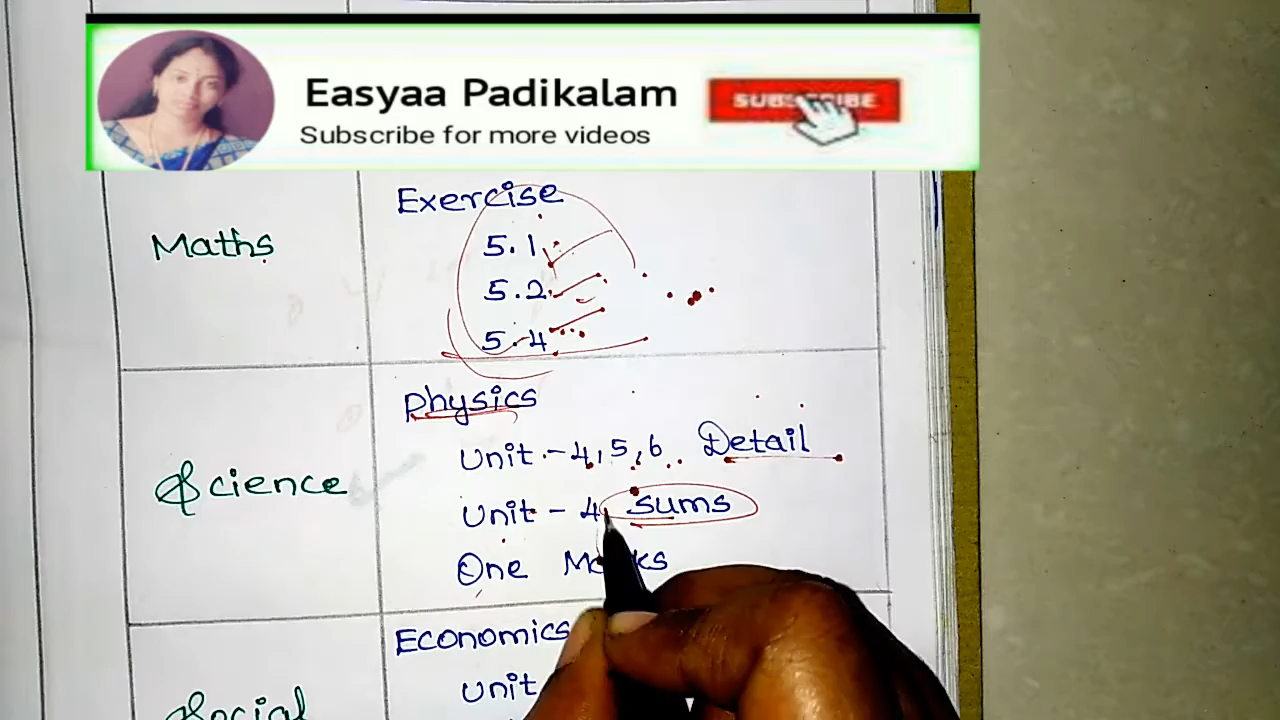 Easyaa Padikalam
Subscribe for more videos
SUBSCRIBE
Maths
Exercise
5.1
5.2
5.4
Science
Physics
Unit - 4, 5, 6 Detail
Unit - 4 sums
One Marks
Social
Economics
Unit